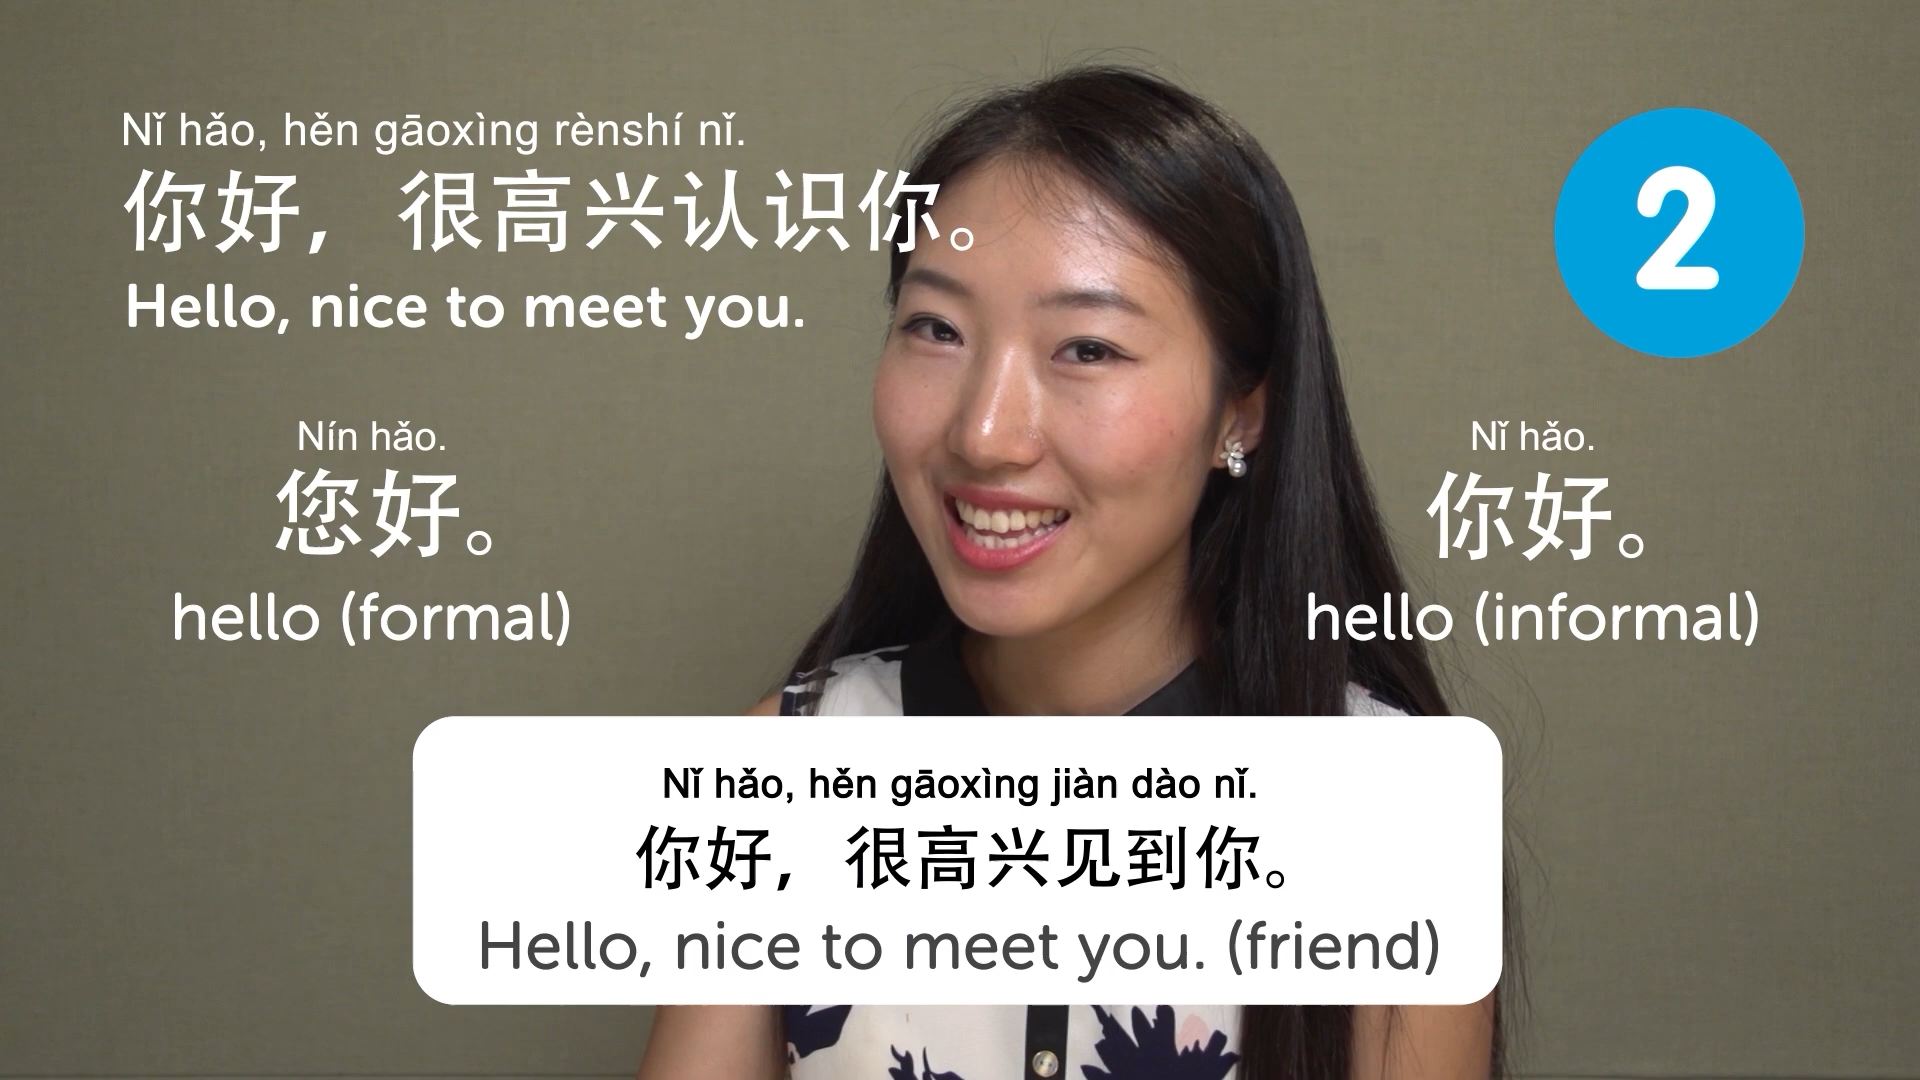 Nǐ hǎo, hěn gāoxìng rènshí nǐ.
你好，很高兴认识你。
Hello, nice to meet you.
2
Nín hǎo.
您好。
hello (formal)
Nǐ hǎo.
你好。
hello (informal)
Nǐ hǎo, hěn gāoxìng jiàn dào nǐ.
你好，很高兴见到你。
Hello, nice to meet you. (friend)